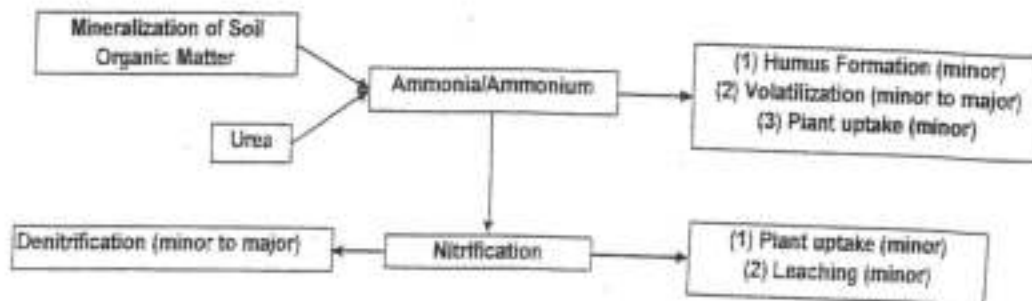 Mineralization of Soil
Organic Matter
Ammonia/Ammonium
(1) Humus Formation (minor)
(2) Volatilization (minor to major)
(3) Plant uptake (minor)
Urea
Denitrification (minor to major)
Nitrification
(1) Plant uptake (minor)
(2) Leaching (minor)